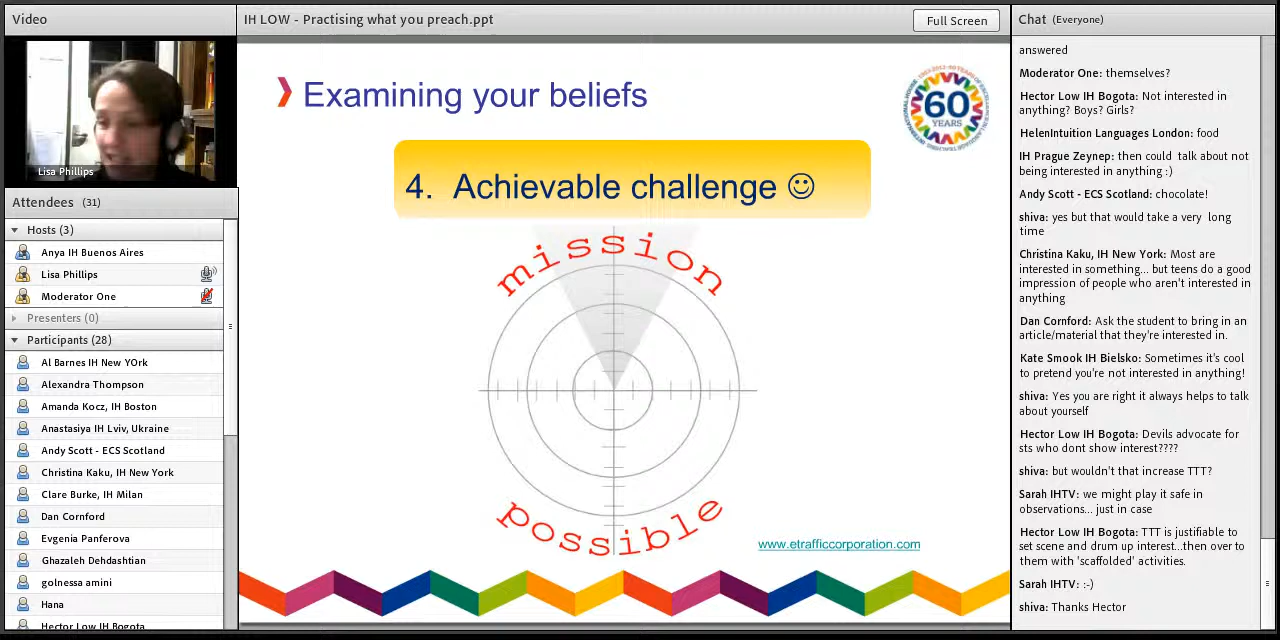 Video
Lisa Phillips
Attendees (31)
Hosts (3)
Anya IH Buenos Aires
Lisa Phillips
Moderator One
Presenters (0)
Participants (28)
Al Barnes IH New YOrk
Alexandra Thompson
Amanda Kocz, IH Boston
Anastasiya IH Lviv, Ukraine
Andy Scott - ECS Scotland
Christina Kaku, IH New York
Clare Burke, IH Milan
Dan Cornford
Evgenia Panferova
Ghazaleh Dehdashtian
golnessa amini
Hana
Hector Low IH Bogota
IH LOW - Practising what you preach.ppt
Full Screen
Examining your beliefs
60
YEARS
4. Achievable challenge ☺
mission
possible
www.etrafficcorporation.com
Chat (Everyone)
answered
Moderator One: themselves?
Hector Low IH Bogota: Not interested in
anything? Boys? Girls?
HelenIntuition Languages London: food
IH Prague Zeynep: then could talk about not
being interested in anything :)
Andy Scott - ECS Scotland: chocolate!
shiva: yes but that would take a very long
time
Christina Kaku, IH New York: Most are
interested in something... but teens do a good
impression of people who aren't interested in
anything
Dan Cornford: Ask the student to bring in an
article/material that they're interested in.
Kate Smook IH Bielsko: Sometimes it's cool
to pretend you're not interested in anything!
shiva: Yes you are right it always helps to talk
about yourself
Hector Low IH Bogota: Devils advocate for
sts who dont show interest????
shiva: but wouldn't that increase TTT?
Sarah IHTV: we might play it safe in
observations... just in case
Hector Low IH Bogota: TTT is justifiable to
set scene and drum up interest...then over to
them with 'scaffolded' activities.
Sarah IHTV: :-)
shiva: Thanks Hector